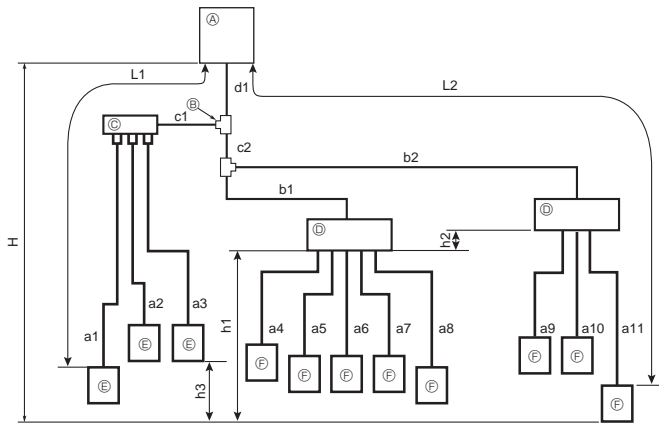 Ⓐ
L1
d1
L2
Ⓑ
Ⓒ
c1
c2
b2
b1
Ⓓ
Ⓓ
h2
H
h1
a1
a2
a3
a4
a5
a6
a7
a8
a9
a10
a11
Ⓔ
Ⓔ
Ⓔ
Ⓕ
Ⓕ
Ⓕ
Ⓕ
Ⓕ
Ⓕ
Ⓕ
Ⓕ
h3